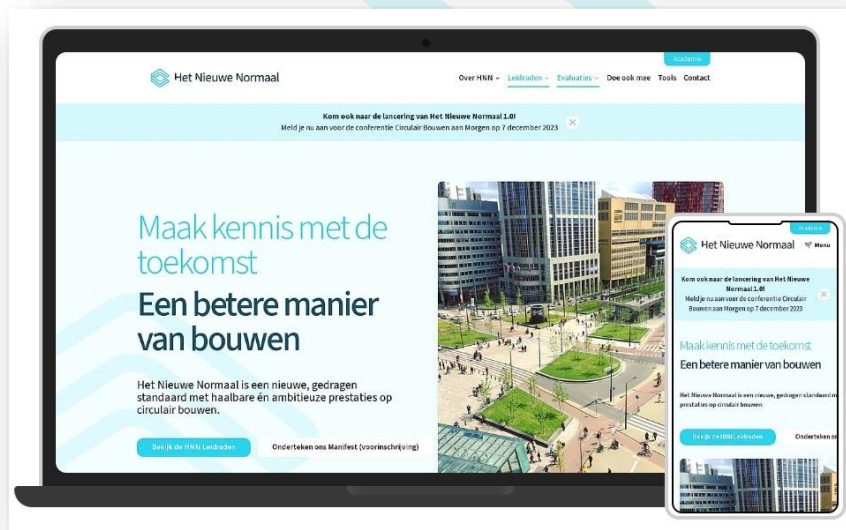 Academie
Het Nieuwe Normaal
Over HNN Leidraden Evaluaties Doe ook mee Tools Contact
Kom ook naar de lancering van Het Nieuwe Normaal 1.0!
Meld je nu aan voor de conferentie Circulair Bouwen aan Morgen op 7 december 2023
Maak kennis met de
toekomst
Een betere manier
van bouwen
Het Nieuwe Normaal is een nieuwe, gedragen
standaard met haalbare én ambitieuze prestaties op
circulair bouwen.
Bekijk de HNN Leidraden
Onderteken ons Manifest (voorinschrijving)
Academie
Het Nieuwe Normaal
Menu
Kom ook naar de lancering van Het Nieuwe
Normaal 1.0!
Meld je nu aan voor de conferentie Circulair
Bouwen aan Morgen op 7 december 2023
Maak kennis met de toekomst
Een betere manier van bouwen
Het Nieuwe Normaal is een nieuwe, gedragen standaard m
prestaties op circulair bouwen.
Bekijk de HNN Leidraden
Onderteken on